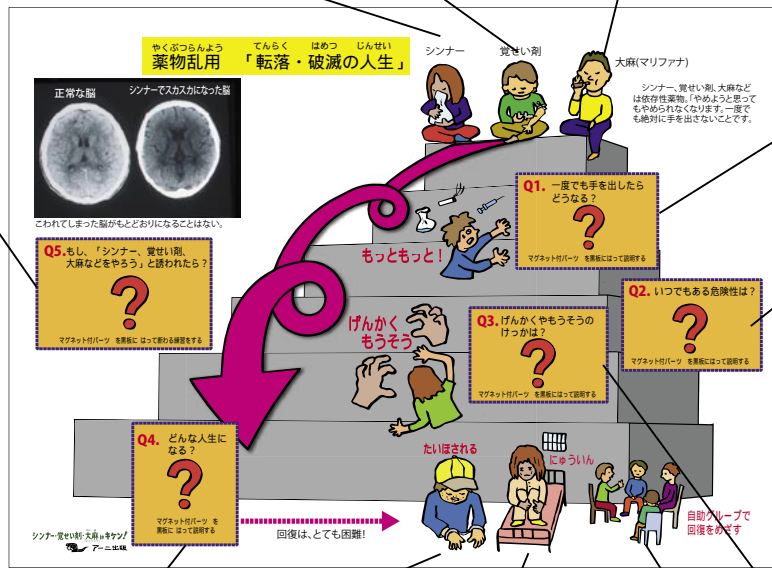 やくぶつらんよう　てんらく　はめつ　じんせい
薬物乱用　「転落・破滅の人生」
シンナー
覚せい剤
大麻(マリファナ)
シンナー、覚せい剤、大麻など
は依存性薬物。「やめようと思って
もやめられなくなります。一度で
も絶対に手を出さないことです。
正常な脳
シンナーでスカスカになった脳
こわれてしまった脳がもとどおりになることはない。
Q1. 一度でも手を出したら
どうなる？
?
マグネット付パーツ　を黒板にはって説明する
もっともっと！
Q5.もし、「シンナー、覚せい剤、
大麻などをやろう」と誘われたら？
?
マグネット付パーツ　を黒板に はって断わる練習をする
Q2. いつでもある危険性は？
?
マグネット付パーツ　を黒板にはって説明する
げんかく
もうそう
Q3. げんかくやもうそうの
けっかは？
?
マグネット付パーツ　を黒板にはって説明する
Q4. どんな人生に
なる？
?
マグネット付パーツ　を
黒板に はって説明する
たいほされる
にゅういん
自助グループで
回復をめざす
回復は、とても困難!
シンナー・覚せい剤・大麻はキケン!
アーニ出版